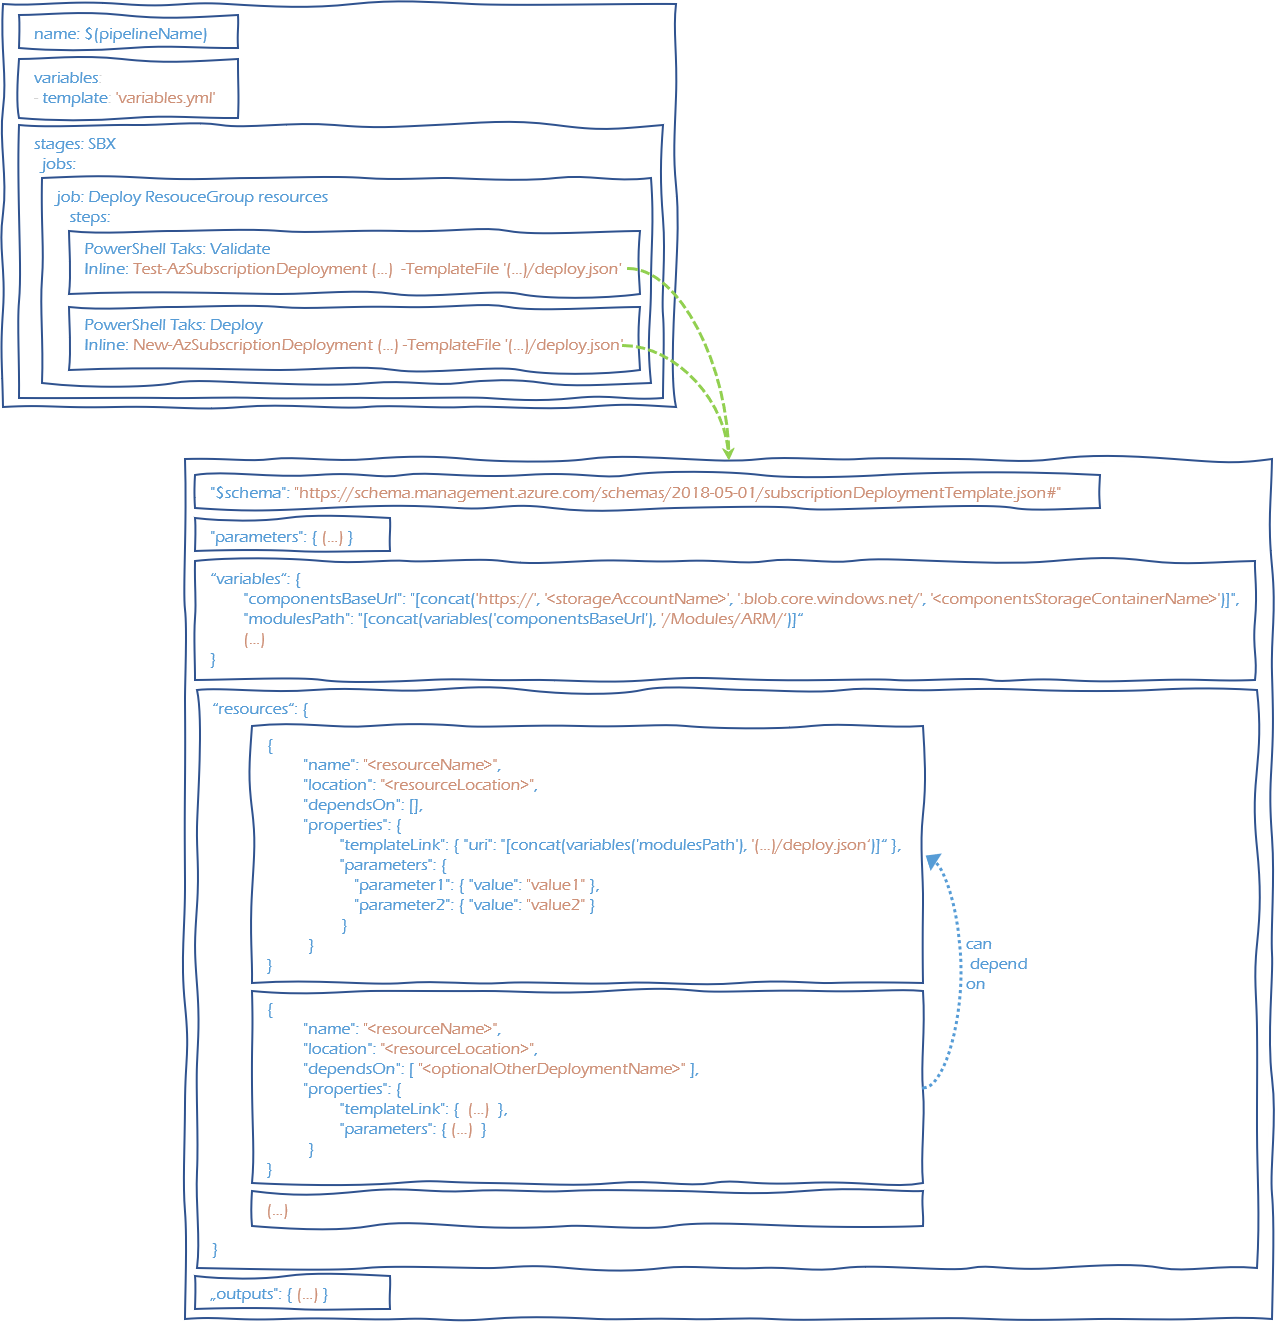 name: $(pipelineName)
variables:
- template: 'variables.yml'
stages: SBX
jobs:
job: Deploy ResouceGroup resources
steps:
PowerShell Taks: Validate
Inline: Test-AzSubscriptionDeployment (...)  -TemplateFile '(...)/deploy.json'
PowerShell Taks: Deploy
Inline: New-AzSubscriptionDeployment (...) -TemplateFile '(...)/deploy.json'
"$schema": "https://schema.management.azure.com/schemas/2018-05-01/subscriptionDeploymentTemplate.json#"
"parameters": { (...) }
“variables“: {
"componentsBaseUrl": "[concat('https://', '<storageAccountName>', '.blob.core.windows.net/', '<componentsStorageContainerName>')]",
"modulesPath": "[concat(variables('componentsBaseUrl'), '/Modules/ARM/‘)]“
(...)
}
“resources“: {
{
"name": "<resourceName>",
"location": "<resourceLocation>",
"dependsOn": [],
"properties": {
"templateLink": { "uri": "[concat(variables('modulesPath'), '(...)/deploy.json‘)]“ },
"parameters": {
"parameter1": { "value": "value1" },
"parameter2": { "value": "value2" }
}
}
}
can
depend
on
{
"name": "<resourceName>",
"location": "<resourceLocation>",
"dependsOn": [ "<optionalOtherDeploymentName>" ],
"properties": {
"templateLink": {  (...)  },
"parameters": { (...)  }
}
}
(...)
}
„outputs": { (...) }